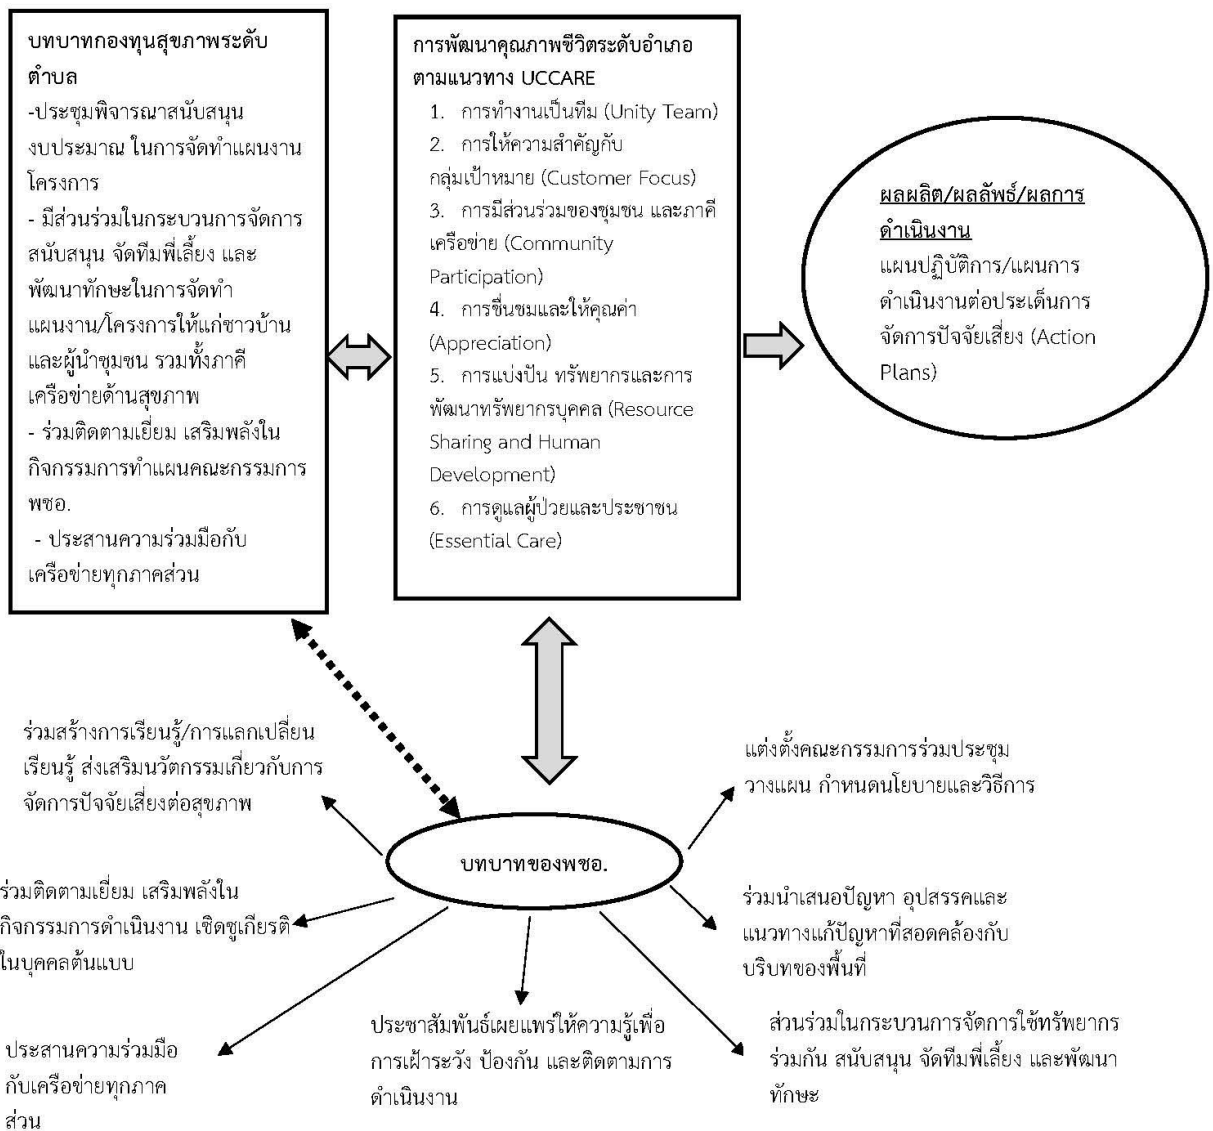 บทบาทกองทุนสุขภาพระดับ
ตำบล
-ประชุมพิจารณาสนับสนุน
งบประมาณ ในการจัดทำแผนงาน
โครงการ
- มีส่วนร่วมในกระบวนการจัดการ
สนับสนุน จัดทีมพี่เลี้ยง และ
พัฒนาทักษะในการจัดทำ
แผนงาน/โครงการให้แก่ชาวบ้าน
และผู้นำชุมชน รวมทั้งภาคี
เครือข่ายด้านสุขภาพ
- ร่วมติดตามเยี่ยม เสริมพลังใน
กิจกรรมการทำแผนคณะกรรมการ
พชอ.
- ประสานความร่วมมือกับ
เครือข่ายทุกภาคส่วน
การพัฒนาคุณภาพชีวิตระดับอำเภอ
ตามแนวทาง UCCARE
1. การทำงานเป็นทีม (Unity Team)
2. การให้ความสำคัญกับ
กลุ่มเป้าหมาย (Customer Focus)
3. การมีส่วนร่วมของชุมชน และภาคี
เครือข่าย (Community
Participation)
4. การชื่นชมและให้คุณค่า
(Appreciation)
5. การแบ่งปัน ทรัพยากรและการ
พัฒนาทรัพยากรบุคคล (Resource
Sharing and Human
Development)
6. การดูแลผู้ป่วยและประชาชน
(Essential Care)
ผลผลิต/ผลลัพธ์/ผลการ
ดำเนินงาน
แผนปฏิบัติการ/แผนการ
ดำเนินงานต่อประเด็นการ
จัดการปัจจัยเสี่ยง (Action
Plans)
ร่วมสร้างการเรียนรู้/การแลกเปลี่ยน
เรียนรู้ ส่งเสริมนวัตกรรมเกี่ยวกับการ
จัดการปัจจัยเสี่ยงต่อสุขภาพ
แต่งตั้งคณะกรรมการร่วมประชุม
วางแผน กำหนดนโยบายและวิธีการ
บทบาทของพชอ.
ร่วมติดตามเยี่ยม เสริมพลังใน
กิจกรรมการดำเนินงาน เชิดชูเกียรติ
ในบุคคลต้นแบบ
ร่วมนำเสนอปัญหา อุปสรรคและ
แนวทางแก้ปัญหาที่สอดคล้องกับ
บริบทของพื้นที่
ประสานความร่วมมือ
กับเครือข่ายทุกภาค
ส่วน
ประชาสัมพันธ์เผยแพร่ให้ความรู้เพื่อ
การเฝ้าระวัง ป้องกัน และติดตามการ
ดำเนินงาน
ส่วนร่วมในกระบวนการจัดการใช้ทรัพยากร
ร่วมกัน สนับสนุน จัดทีมพี่เลี้ยง และพัฒนา
ทักษะ